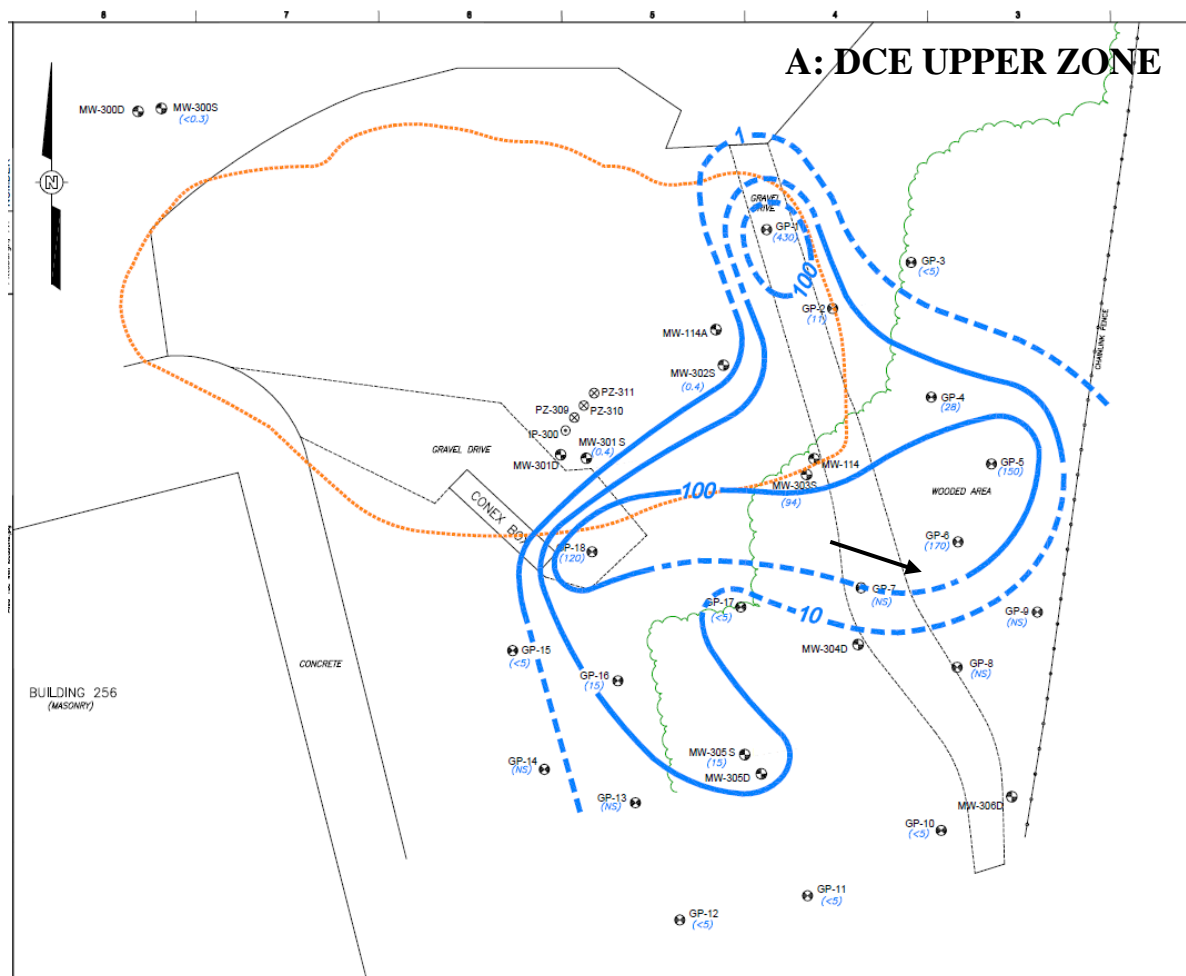 8
7
6
5
4
3
A: DCE UPPER ZONE
MW-300D
MW-300S
(<0.3)
N
1
GRAVEL
DRIVE
GP-1
(430)
100
GP-3
(<5)
GP-2
(11)
MW-114A
CHAINLINK FENCE
MW-302S
(0.4)
PZ-311
PZ-309
PZ-310
IP-300
GP-4
(28)
GRAVEL DRIVE
MW-301S
(0.4)
MW-301D
MW-114
GP-5
(150)
MW-303S
(94)
100
WOODED AREA
CONEX BOX
GP-18
(120)
GP-6
(170)
GP-7
(NS)
GP-17
(<5)
10
GP-9
(NS)
GP-15
(<5)
MW-304D
CONCRETE
GP-8
(NS)
GP-16
(15)
BUILDING 256
(MASONRY)
MW-305S
(15)
GP-14
(NS)
MW-305D
GP-13
(NS)
MW-306D
GP-10
(<5)
GP-11
(<5)
GP-12
(<5)